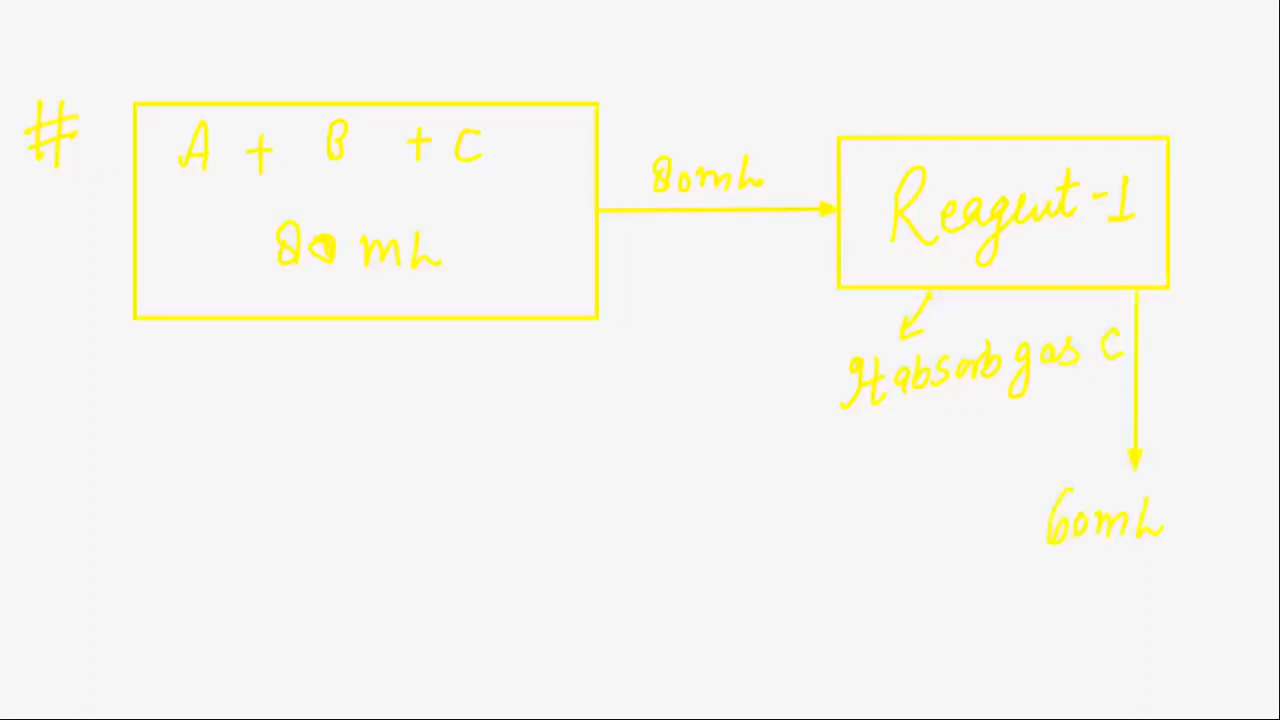 #
A + B + C
80 mL
80mL
Reagent-1
It absorb gas C
60mL